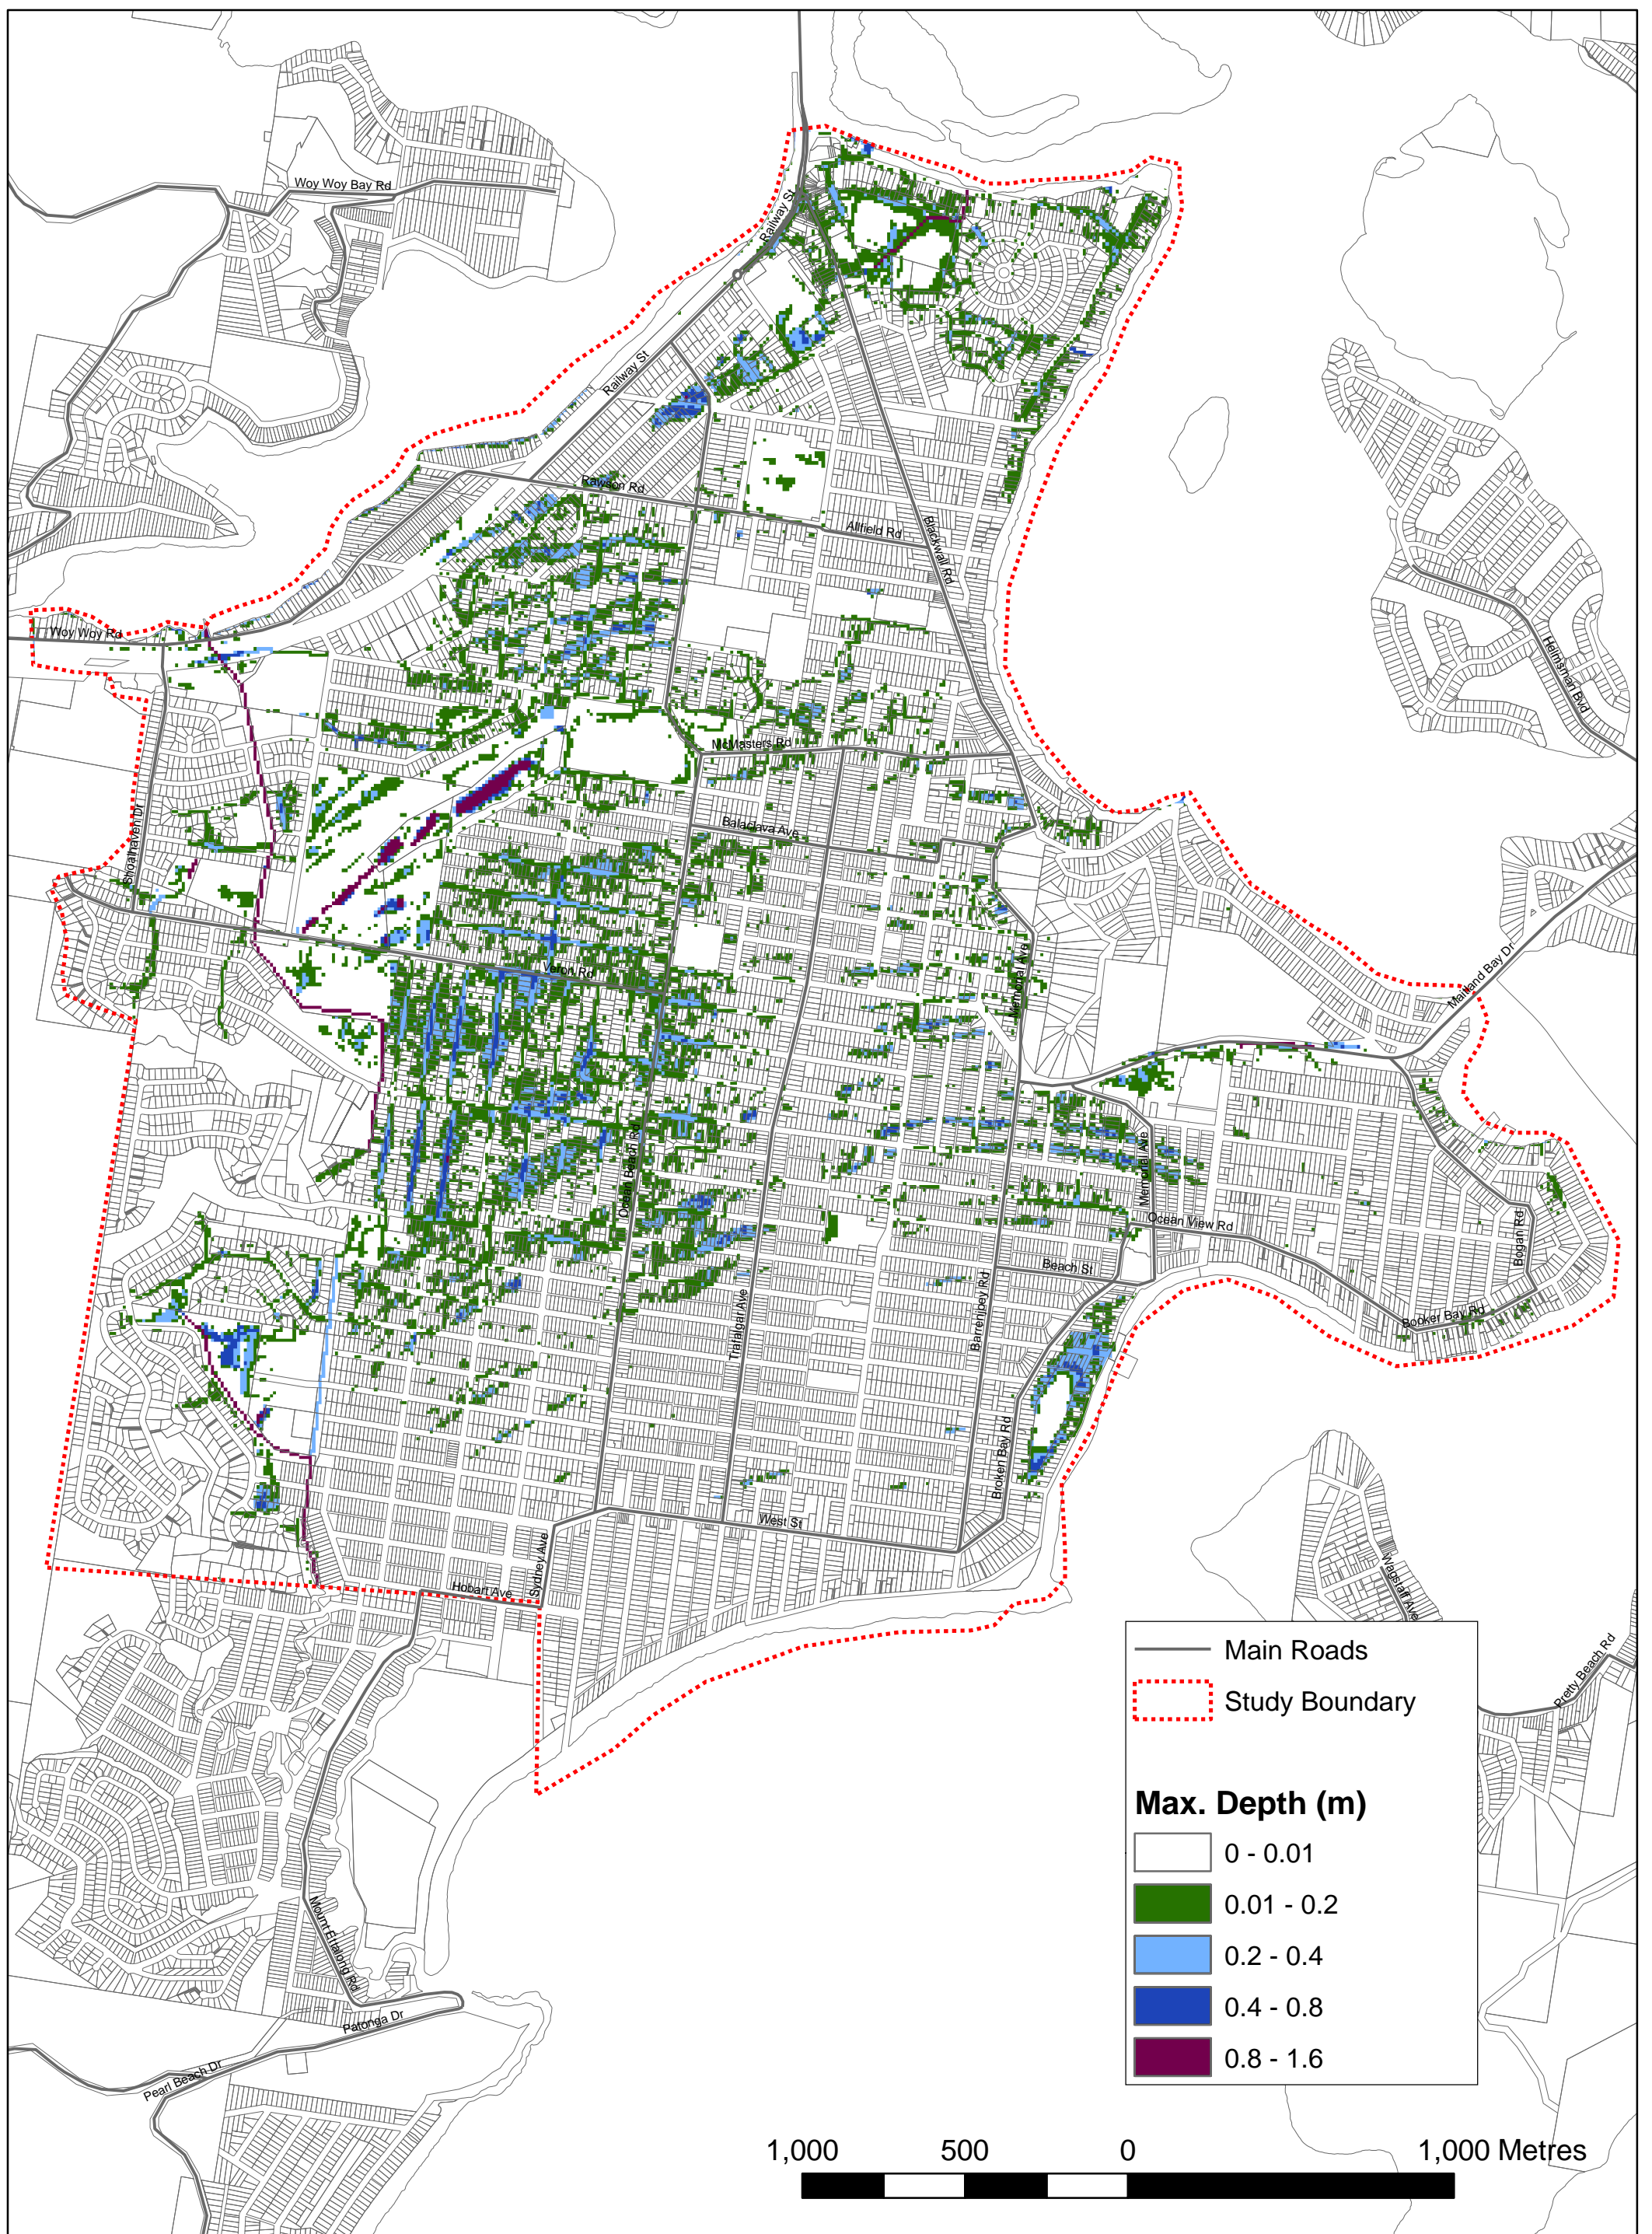 Woy Woy Bay Rd
Railway St
Railway St
Rawson Rd
Allfield Rd
Blackwall Rd
Woy Woy Rd
Helmsman Blvd
McMasters Rd
Shoalhaven Dr
Balaclava Ave
Veron Rd
Memorial Ave
Maitland Bay Dr
Ocean Beach Rd
Memorial Ave
Ocean View Rd
Bogan Rd
Beach St
Trafalgar Ave
Barrenjoey Rd
Booker Bay Rd
Broken Bay Rd
West St
Sydney Ave
Hobart Ave
Wagstaff Ave
Pretty Beach Rd
Main Roads
Study Boundary
Max. Depth (m)
0 - 0.01
0.01 - 0.2
0.2 - 0.4
0.4 - 0.8
0.8 - 1.6
Mount Ettalong Rd
Patonga Dr
Pearl Beach Dr
1,000 500 0 1,000 Metres